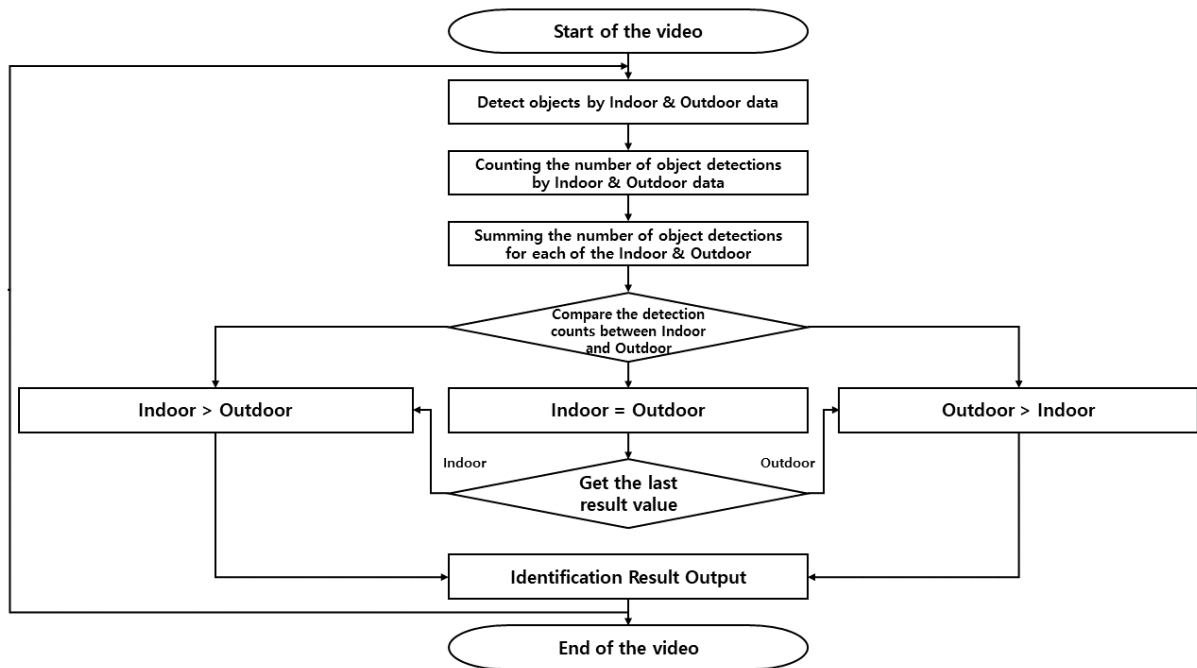 Start of the video
Detect objects by Indoor & Outdoor data
Counting the number of object detections
by Indoor & Outdoor data
Summing the number of object detections
for each of the Indoor & Outdoor
Compare the detection
counts between Indoor
and Outdoor
Indoor > Outdoor
Indoor = Outdoor
Outdoor > Indoor
Indoor
Outdoor
Get the last
result value
Identification Result Output
End of the video